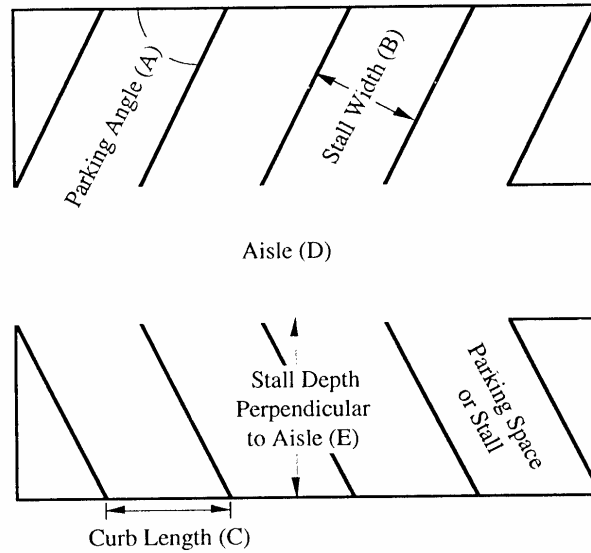 Parking Angle (A)
Stall Width (B)
Aisle (D)
Stall Depth
Perpendicular
to Aisle (E)
Parking Space
or Stall
Curb Length (C)